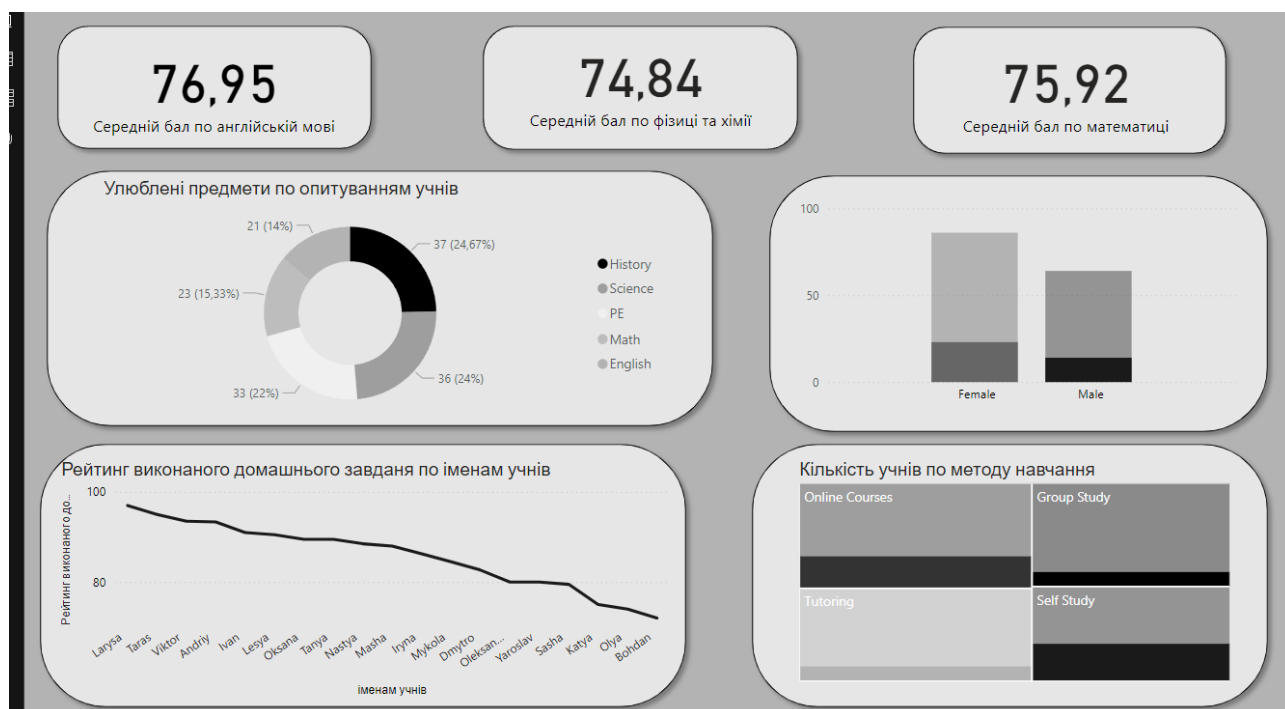 76,95
Середній бал по англійській мові
74,84
Середній бал по фізиці та хімії
75,92
Середній бал по математиці
Улюблені предмети по опитуванням учнів
21 (14%)
37 (24,67%)
23 (15,33%)
36 (24%)
33 (22%)
History
Science
PE
Math
English
100
50
0
Female
Male
Рейтинг виконаного домашнього завданя по іменам учнів
100
80
Рейтинг виконаного до...
Larysa
Taras
Viktor
Andriy
Ivan
Lesya
Oksana
Tanya
Nastya
Masha
Iryna
Mykola
Dmytro
Oleksan...
Yaroslav
Sasha
Katya
Olya
Bohdan
іменам учнів
Кількість учнів по методу навчання
Online Courses
Group Study
Tutoring
Self Study